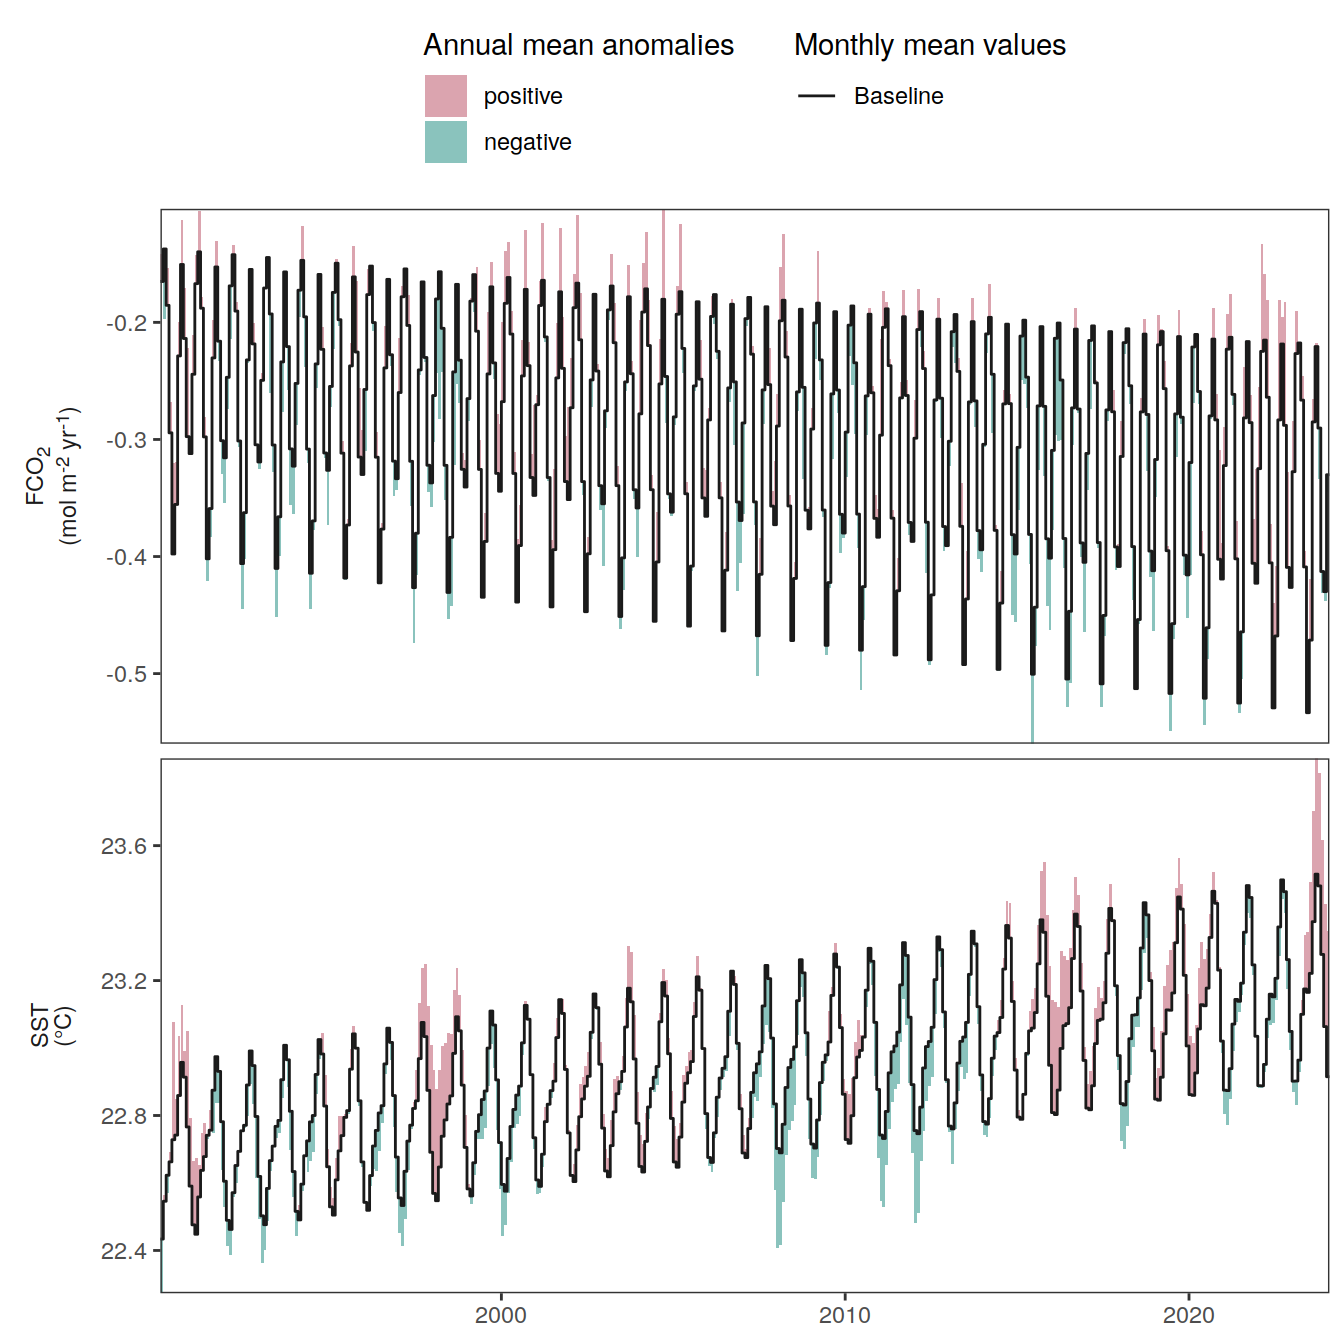 Annual mean anomalies
positive
negative
Monthly mean values
Baseline
FCO₂
(mol m⁻² yr⁻¹)
-0.2
-0.3
-0.4
-0.5
SST
(°C)
23.6
23.2
22.8
22.4
2000
2010
2020